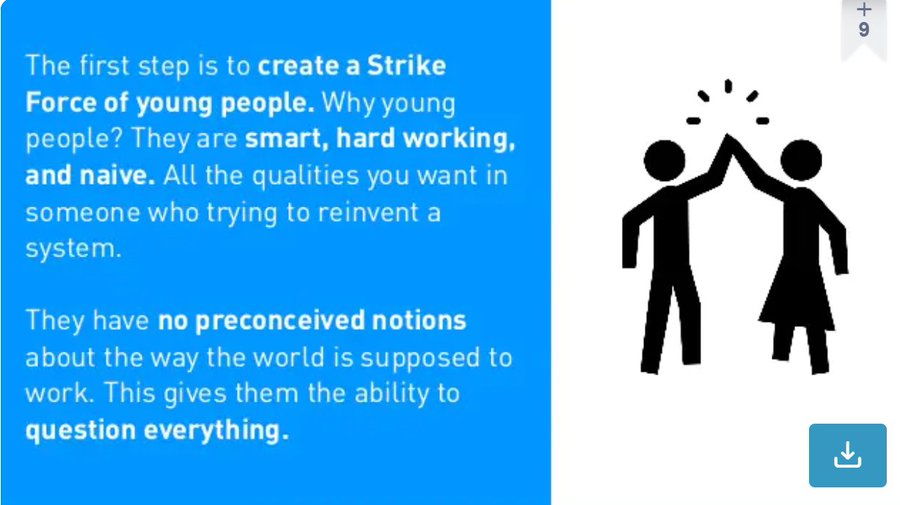 The first step is to create a Strike
Force of young people. Why young
people? They are smart, hard working,
and naive. All the qualities you want in
someone who trying to reinvent a
system.
They have no preconceived notions
about the way the world is supposed to
work. This gives them the ability to
question everything.
+
9